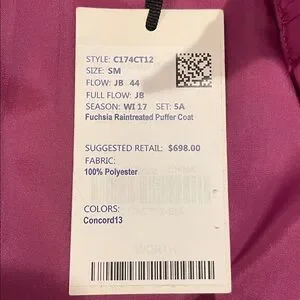 STYLE: C174CT12
SIZE: SM
FLOW: JB 44
FULL FLOW: JB
SEASON: WI 17 SET: 5A
Fuchsia Raintreated Puffer Coat
SUGGESTED RETAIL: $698.00
FABRIC:
100% Polyester
COLORS:
Concord13
WORTH